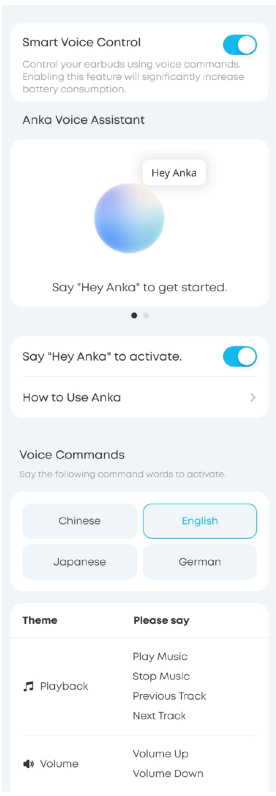 Smart Voice Control
Control your earbuds using voice commands.
Enabling this feature will significantly increase
battery consumption.
Anka Voice Assistant
Hey Anka
Say "Hey Anka" to get started.
Say "Hey Anka" to activate.
How to Use Anka
Voice Commands
Say the following command words to activate.
Chinese
English
Japanese
German
Theme
Please say
Playback
Play Music
Stop Music
Previous Track
Next Track
Volume
Volume Up
Volume Down